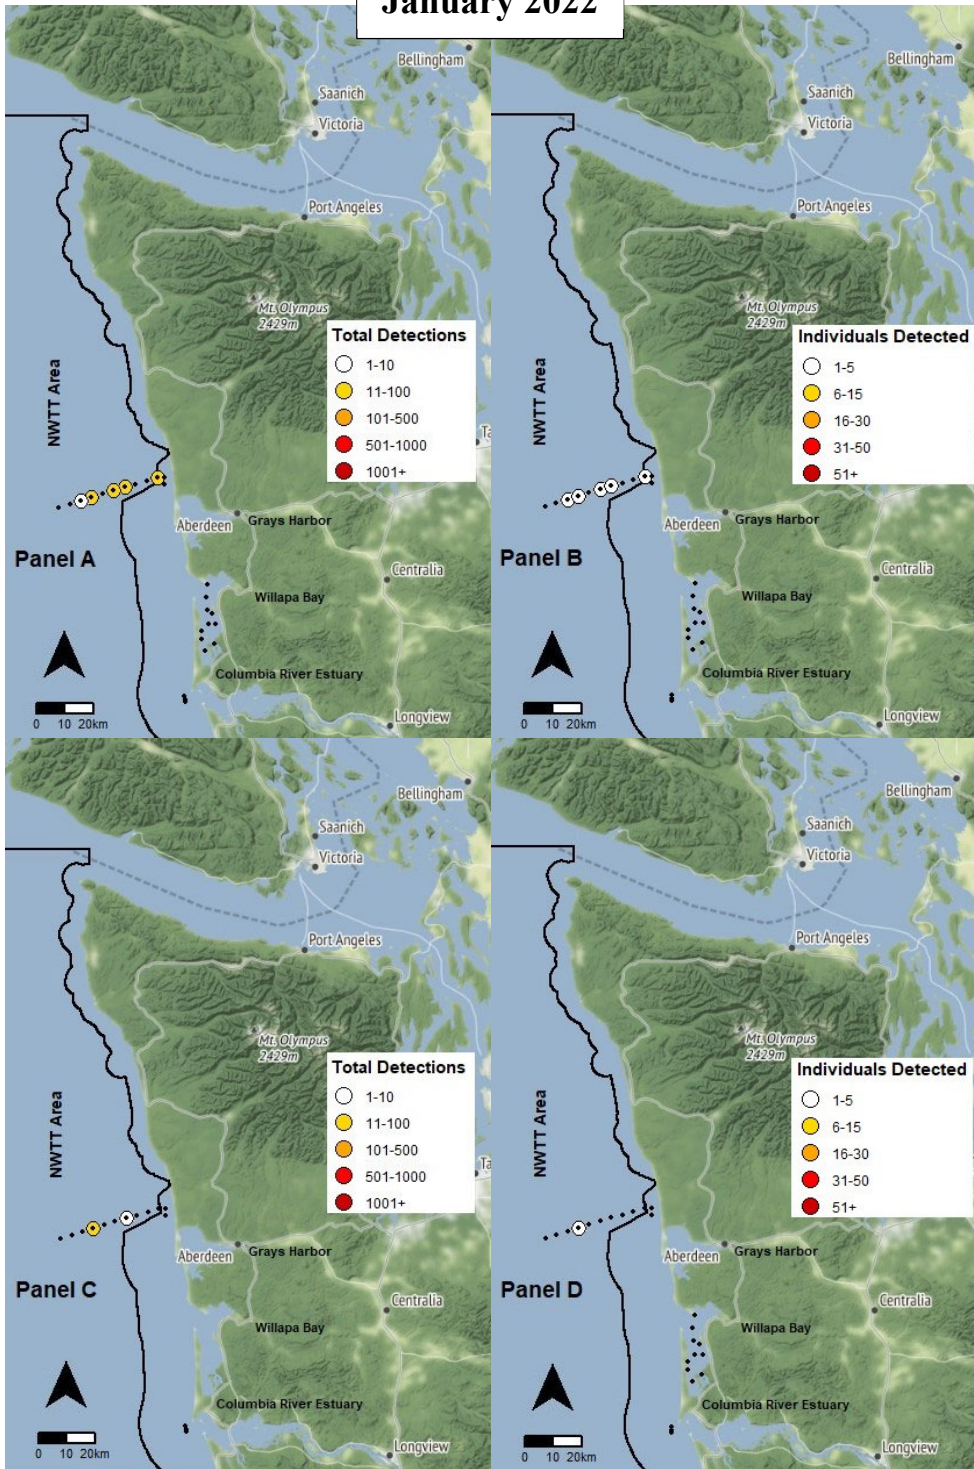 January 2022
Bellingham
Saanich
Victoria
Port Angeles
Mt. Olympus
2429m
Total Detections
1-10
11-100
101-500
501-1000
1001+
NWTT Area
Ta
Aberdeen
Grays Harbor
Panel A
Centralia
Willapa Bay
Columbia River Estuary
0 10 20km
Longview
Bellingham
Saanich
Victoria
Port Angeles
Mt. Olympus
2429m
Individuals Detected
1-5
6-15
16-30
31-50
51+
NWTT Area
Aberdeen
Grays Harbor
Panel B
Centralia
Willapa Bay
Columbia River Estuary
0 10 20km
Longview
Bellingham
Saanich
Victoria
Port Angeles
Mt. Olympus
2429m
Total Detections
1-10
11-100
101-500
501-1000
1001+
NWTT Area
Ta
Aberdeen
Grays Harbor
Panel C
Centralia
Willapa Bay
Columbia River Estuary
0 10 20km
Longview
Bellingham
Saanich
Victoria
Port Angeles
Mt. Olympus
2429m
Individuals Detected
1-5
6-15
16-30
31-50
51+
NWTT Area
Aberdeen
Grays Harbor
Panel D
Centralia
Willapa Bay
Columbia River Estuary
0 10 20km
Longview